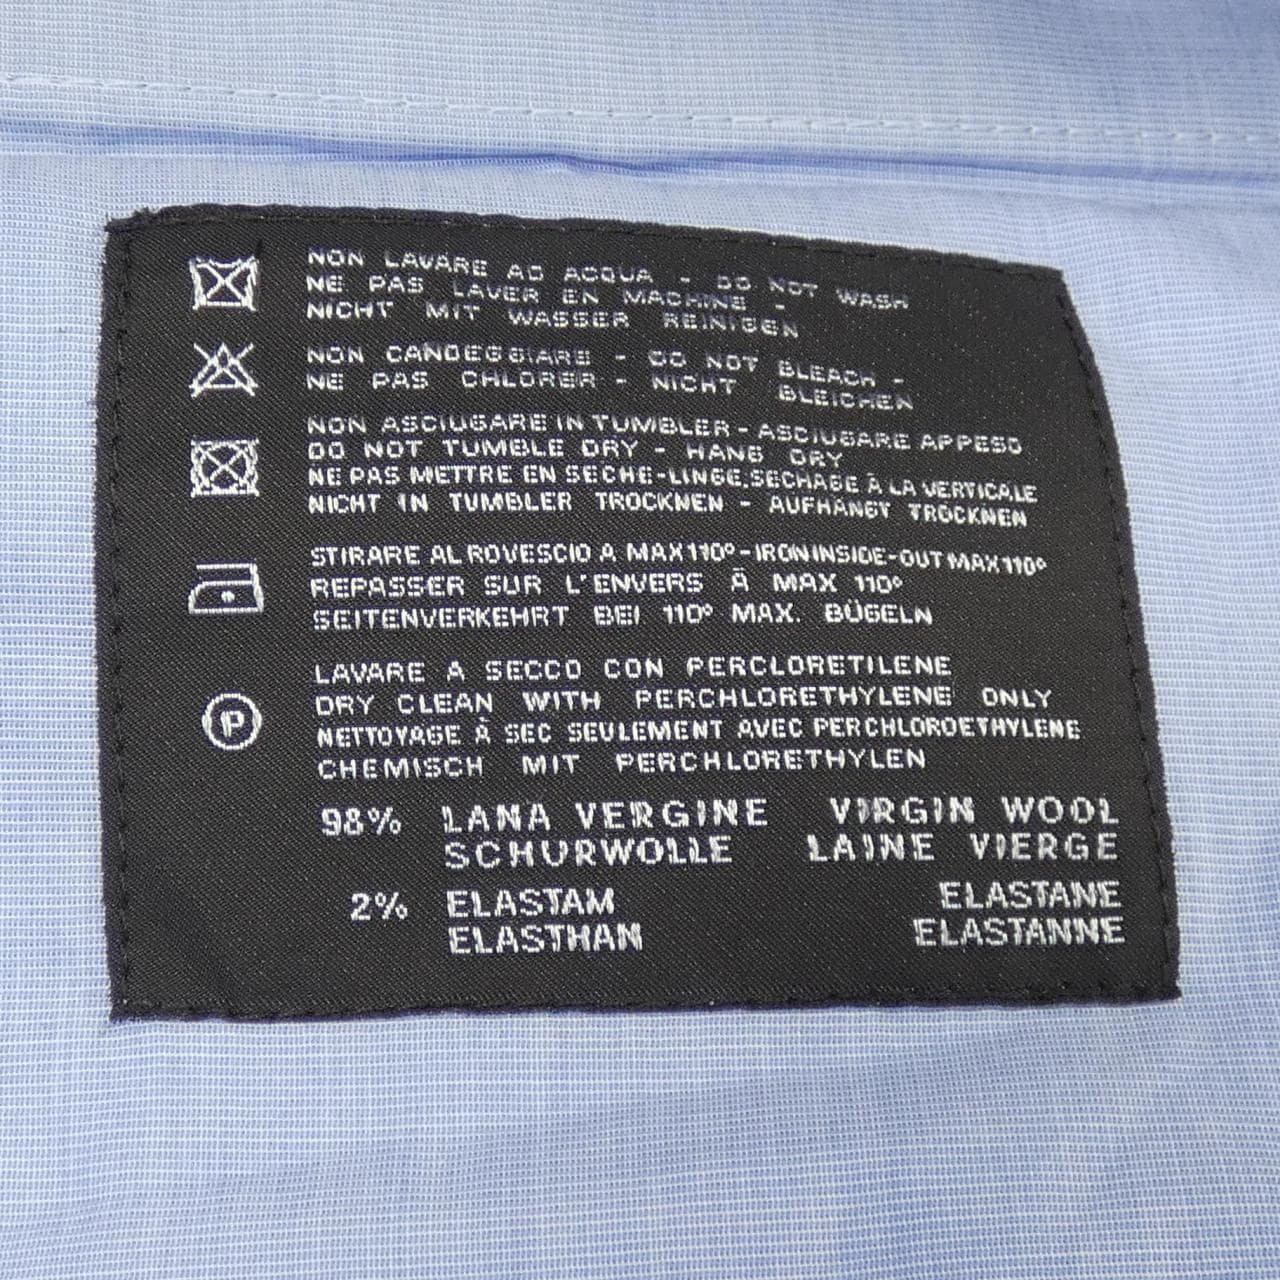 NON LAVARE AD ACQUA - DO NOT WASH
NE PAS LAVER EN MACHINE -
NICHT MIT WASSER REINIGEN
NON CANDEGGIARE - DO NOT BLEACH -
NE PAS CHLORER - NICHT BLEICHEN
NON ASCIUGARE IN TUMBLER - ASCIUGARE APPESO
DO NOT TUMBLE DRY - HANG DRY
NE PAS METTRE EN SECHE-LINGE.SECHAGE À LA VERTICALE
NICHT IN TUMBLER TROCKNEN - AUFHÄNGT TROCKNEN
STIRARE AL ROVESCIO A MAX 110° - IRON INSIDE-OUT MAX 110°
REPASSER SUR L'ENVERS À MAX 110°
SEITENVERKEHRT BEI 110° MAX. BÜGELN
P
LAVARE A SECCO CON PERCLORETILENE
DRY CLEAN WITH PERCHLORETHYLENE ONLY
NETTOYAGE À SEC SEULEMENT AVEC PERCHLOROETHYLENE
CHEMISCH MIT PERCHLORETHYLEN
98% LANA VERGINE VIRGIN WOOL
SCHURWOLLE LAINE VIERGE
2% ELASTAM ELASTANE
ELASTHAN ELASTANNE